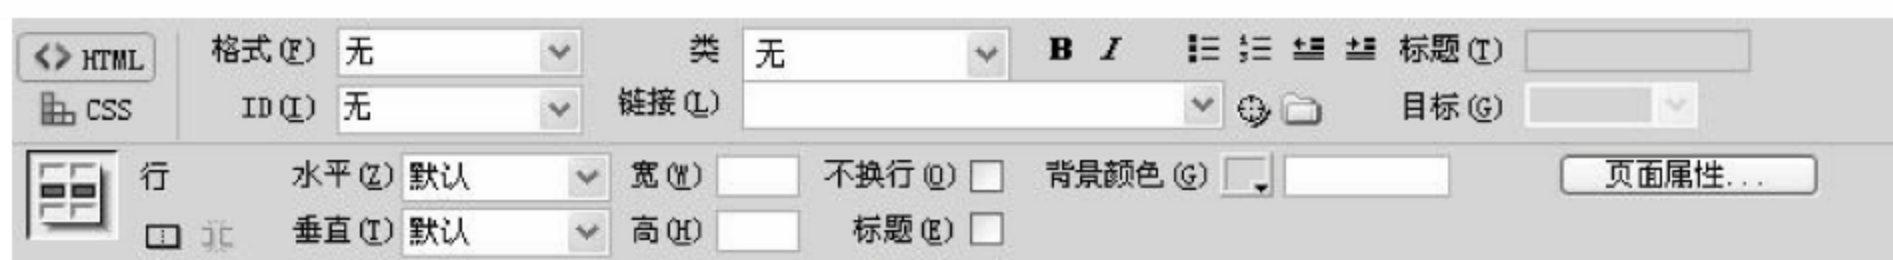 <> HTML 格式(F) 无 类 无 B I 标题(T)
CSS ID(I) 无 链接(L) 目标(G)
行 水平(Z) 默认 宽(W) 不换行(O) 背景颜色(G) 页面属性...
垂直(T) 默认 高(H) 标题(E)